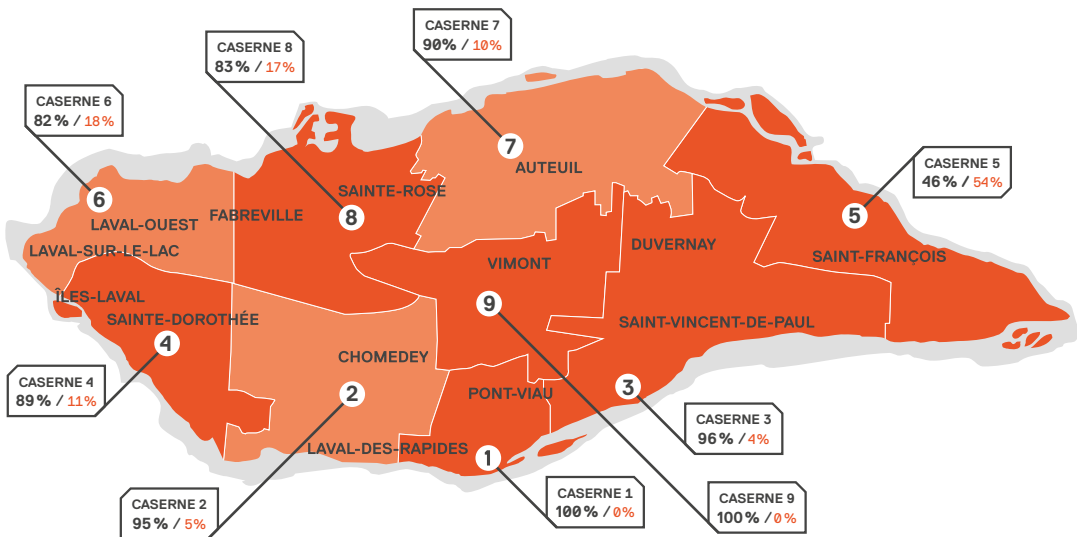 CASERNE 7
90% / 10%
CASERNE 8
83% / 17%
CASERNE 6
82% / 18%
7
AUTEUIL
CASERNE 5
46% / 54%
6
SAINTE-ROSE
FABREVILLE
8
5
LAVAL-OUEST
LAVAL-SUR-LE-LAC
DUVERNAY
VIMONT
SAINT-FRANÇOIS
ÎLES-LAVAL
9
SAINTE-DOROTHÉE
SAINT-VINCENT-DE-PAUL
4
CHOMEDEY
CASERNE 4
89% / 11%
2
PONT-VIAU
3
CASERNE 3
96% / 4%
LAVAL-DES-RAPIDES
1
CASERNE 2
95% / 5%
CASERNE 1
100% / 0%
CASERNE 9
100% / 0%